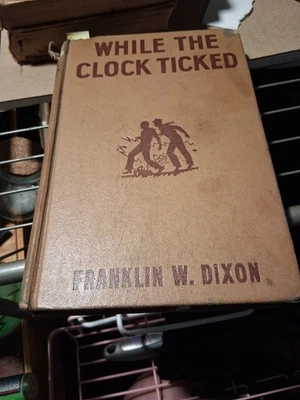 WHILE THE
CLOCK TICKED
FRANKLIN W. DIXON